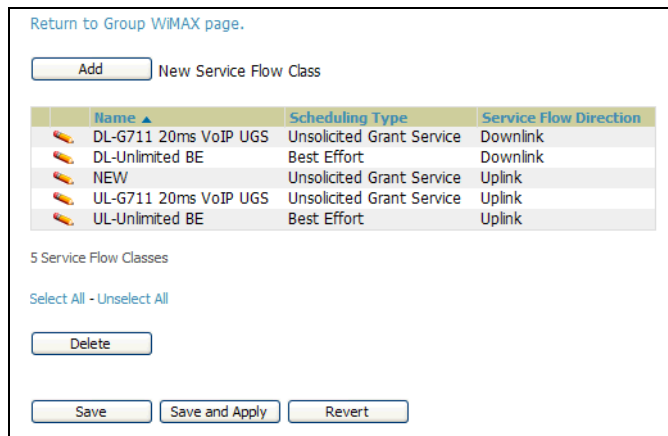 Return to Group WiMAX page.
Add New Service Flow Class
Name ▲ Scheduling Type Service Flow Direction
DL-G711 20ms VoIP UGS Unsolicited Grant Service Downlink
DL-Unlimited BE Best Effort Downlink
NEW Unsolicited Grant Service Uplink
UL-G711 20ms VoIP UGS Unsolicited Grant Service Uplink
UL-Unlimited BE Best Effort Uplink
5 Service Flow Classes
Select All - Unselect All
Delete
Save Save and Apply Revert